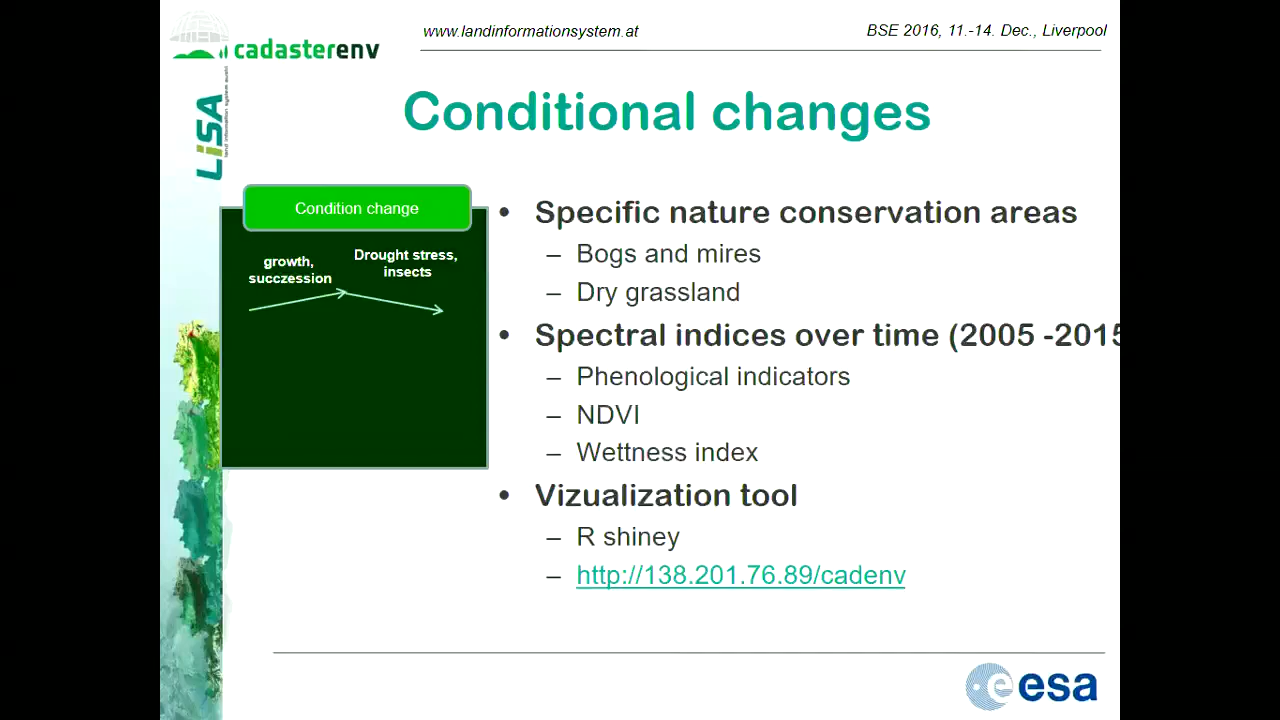 www.landinformationsystem.at
BSE 2016, 11.-14. Dec., Liverpool
cadasterenv
LiSA
Conditional changes
Condition change
growth,
succzession
Drought stress,
insects
• Specific nature conservation areas
– Bogs and mires
– Dry grassland
• Spectral indices over time (2005 -2015
– Phenological indicators
– NDVI
– Wettness index
• Vizualization tool
– R shiney
– http://138.201.76.89/cadenv
esa